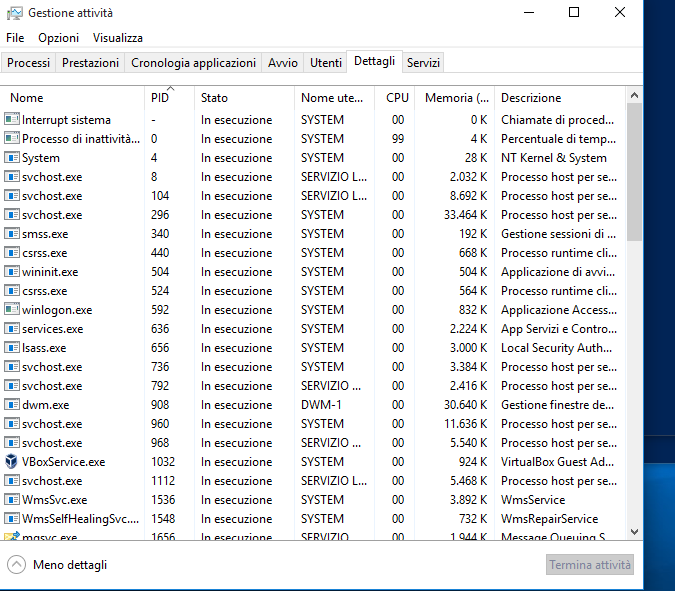 Gestione attività
File Opzioni Visualizza
Processi Prestazioni Cronologia applicazioni Avvio Utenti Dettagli Servizi
Nome PID Stato Nome ute... CPU Memoria (... Descrizione
Interrupt sistema - In esecuzione SYSTEM 00 0 K Chiamate di proced...
Processo di inattività... 0 In esecuzione SYSTEM 99 4 K Percentuale di temp...
System 4 In esecuzione SYSTEM 00 28 K NT Kernel & System
svchost.exe 8 In esecuzione SERVIZIO L... 00 2.032 K Processo host per se...
svchost.exe 104 In esecuzione SERVIZIO L... 00 8.692 K Processo host per se...
svchost.exe 296 In esecuzione SYSTEM 00 33.464 K Processo host per se...
smss.exe 340 In esecuzione SYSTEM 00 192 K Gestione sessioni di ...
csrss.exe 440 In esecuzione SYSTEM 00 668 K Processo runtime cli...
wininit.exe 504 In esecuzione SYSTEM 00 504 K Applicazione di avvi...
csrss.exe 524 In esecuzione SYSTEM 00 564 K Processo runtime cli...
winlogon.exe 592 In esecuzione SYSTEM 00 832 K Applicazione Access...
services.exe 636 In esecuzione SYSTEM 00 2.224 K App Servizi e Contro...
lsass.exe 656 In esecuzione SYSTEM 00 3.000 K Local Security Auth...
svchost.exe 736 In esecuzione SYSTEM 00 3.384 K Processo host per se...
svchost.exe 792 In esecuzione SERVIZIO ... 00 2.416 K Processo host per se...
dwm.exe 908 In esecuzione DWM-1 00 30.640 K Gestione finestre de...
svchost.exe 960 In esecuzione SYSTEM 00 11.636 K Processo host per se...
svchost.exe 968 In esecuzione SERVIZIO ... 00 5.540 K Processo host per se...
VBoxService.exe 1032 In esecuzione SYSTEM 00 924 K VirtualBox Guest Ad...
svchost.exe 1112 In esecuzione SERVIZIO L... 00 5.468 K Processo host per se...
WmsSvc.exe 1536 In esecuzione SYSTEM 00 3.892 K WmsService
WmsSelfHealingSvc.... 1548 In esecuzione SYSTEM 00 732 K WmsRepairService
mqsvc.exe 1656 In esecuzione SERVIZIO 00 1.944 K Message Queuing S
Meno dettagli Termina attività